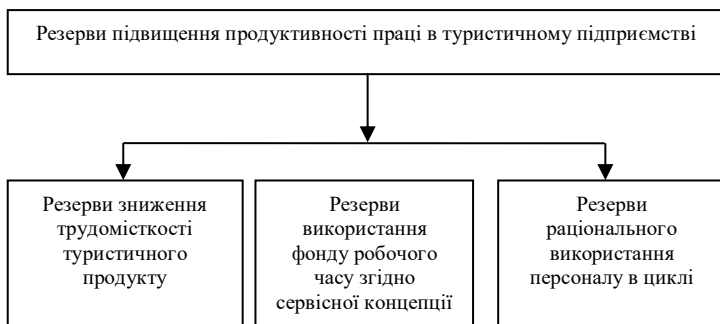 Резерви підвищення продуктивності праці в туристичному підприємстві
Резерви зниження
трудомісткості
туристичного
продукту
Резерви
використання
фонду робочого
часу згідно
сервісної концепції
Резерви
раціонального
використання
персоналу в циклі